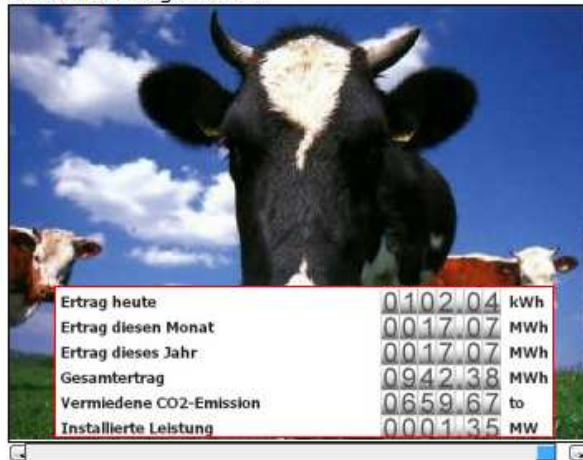 Ertrag heute 0102.04 kWh
Ertrag diesen Monat 0017.07 MWh
Ertrag dieses Jahr 0017.07 MWh
Gesamtertrag 0942.38 MWh
Vermiedene CO2-Emission 0659.67 to
Installierte Leistung 0001.35 MW